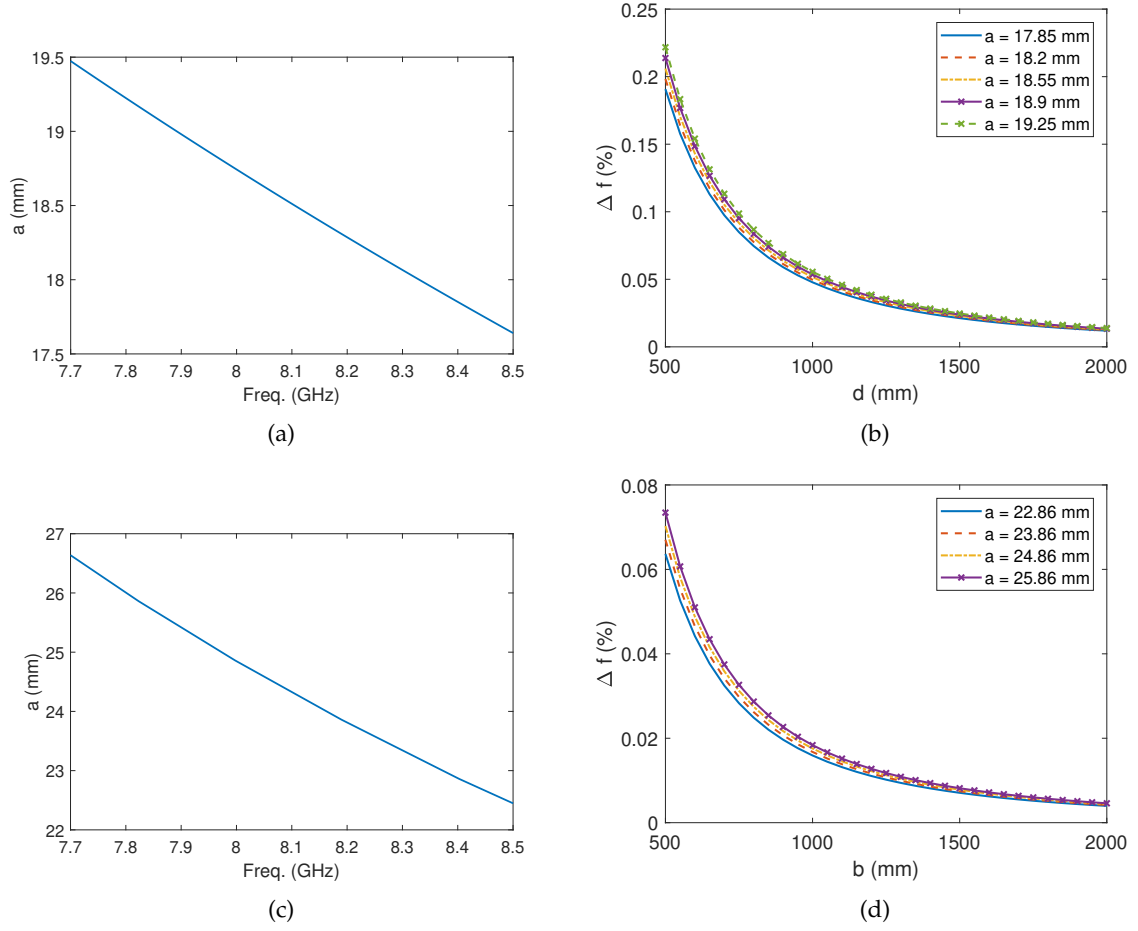 19.5
19
18.5
18
17.5
a (mm)
7.7 7.8 7.9 8 8.1 8.2 8.3 8.4 8.5
Freq. (GHz)
(a)
0.25
0.2
0.15
0.1
0.05
0
Δ f (%)
a = 17.85 mm
a = 18.2 mm
a = 18.55 mm
a = 18.9 mm
a = 19.25 mm
500 1000 1500 2000
d (mm)
(b)
27
26
25
24
23
22
a (mm)
7.7 7.8 7.9 8 8.1 8.2 8.3 8.4 8.5
Freq. (GHz)
(c)
0.08
0.06
0.04
0.02
0
Δ f (%)
a = 22.86 mm
a = 23.86 mm
a = 24.86 mm
a = 25.86 mm
500 1000 1500 2000
b (mm)
(d)